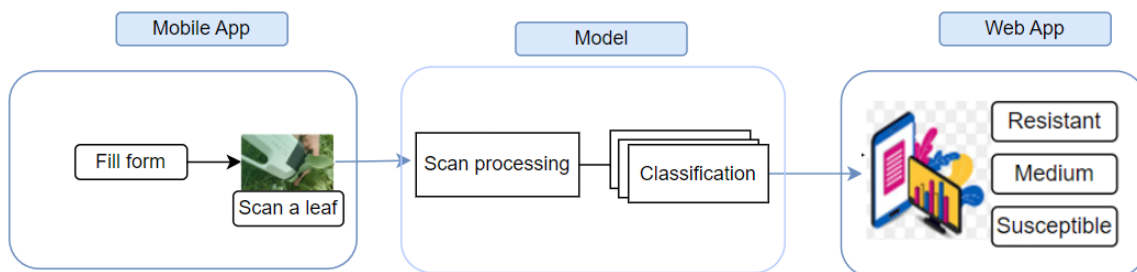 Mobile App
Model
Web App
Fill form
Scan a leaf
Scan processing
Classification
Resistant
Medium
Susceptible